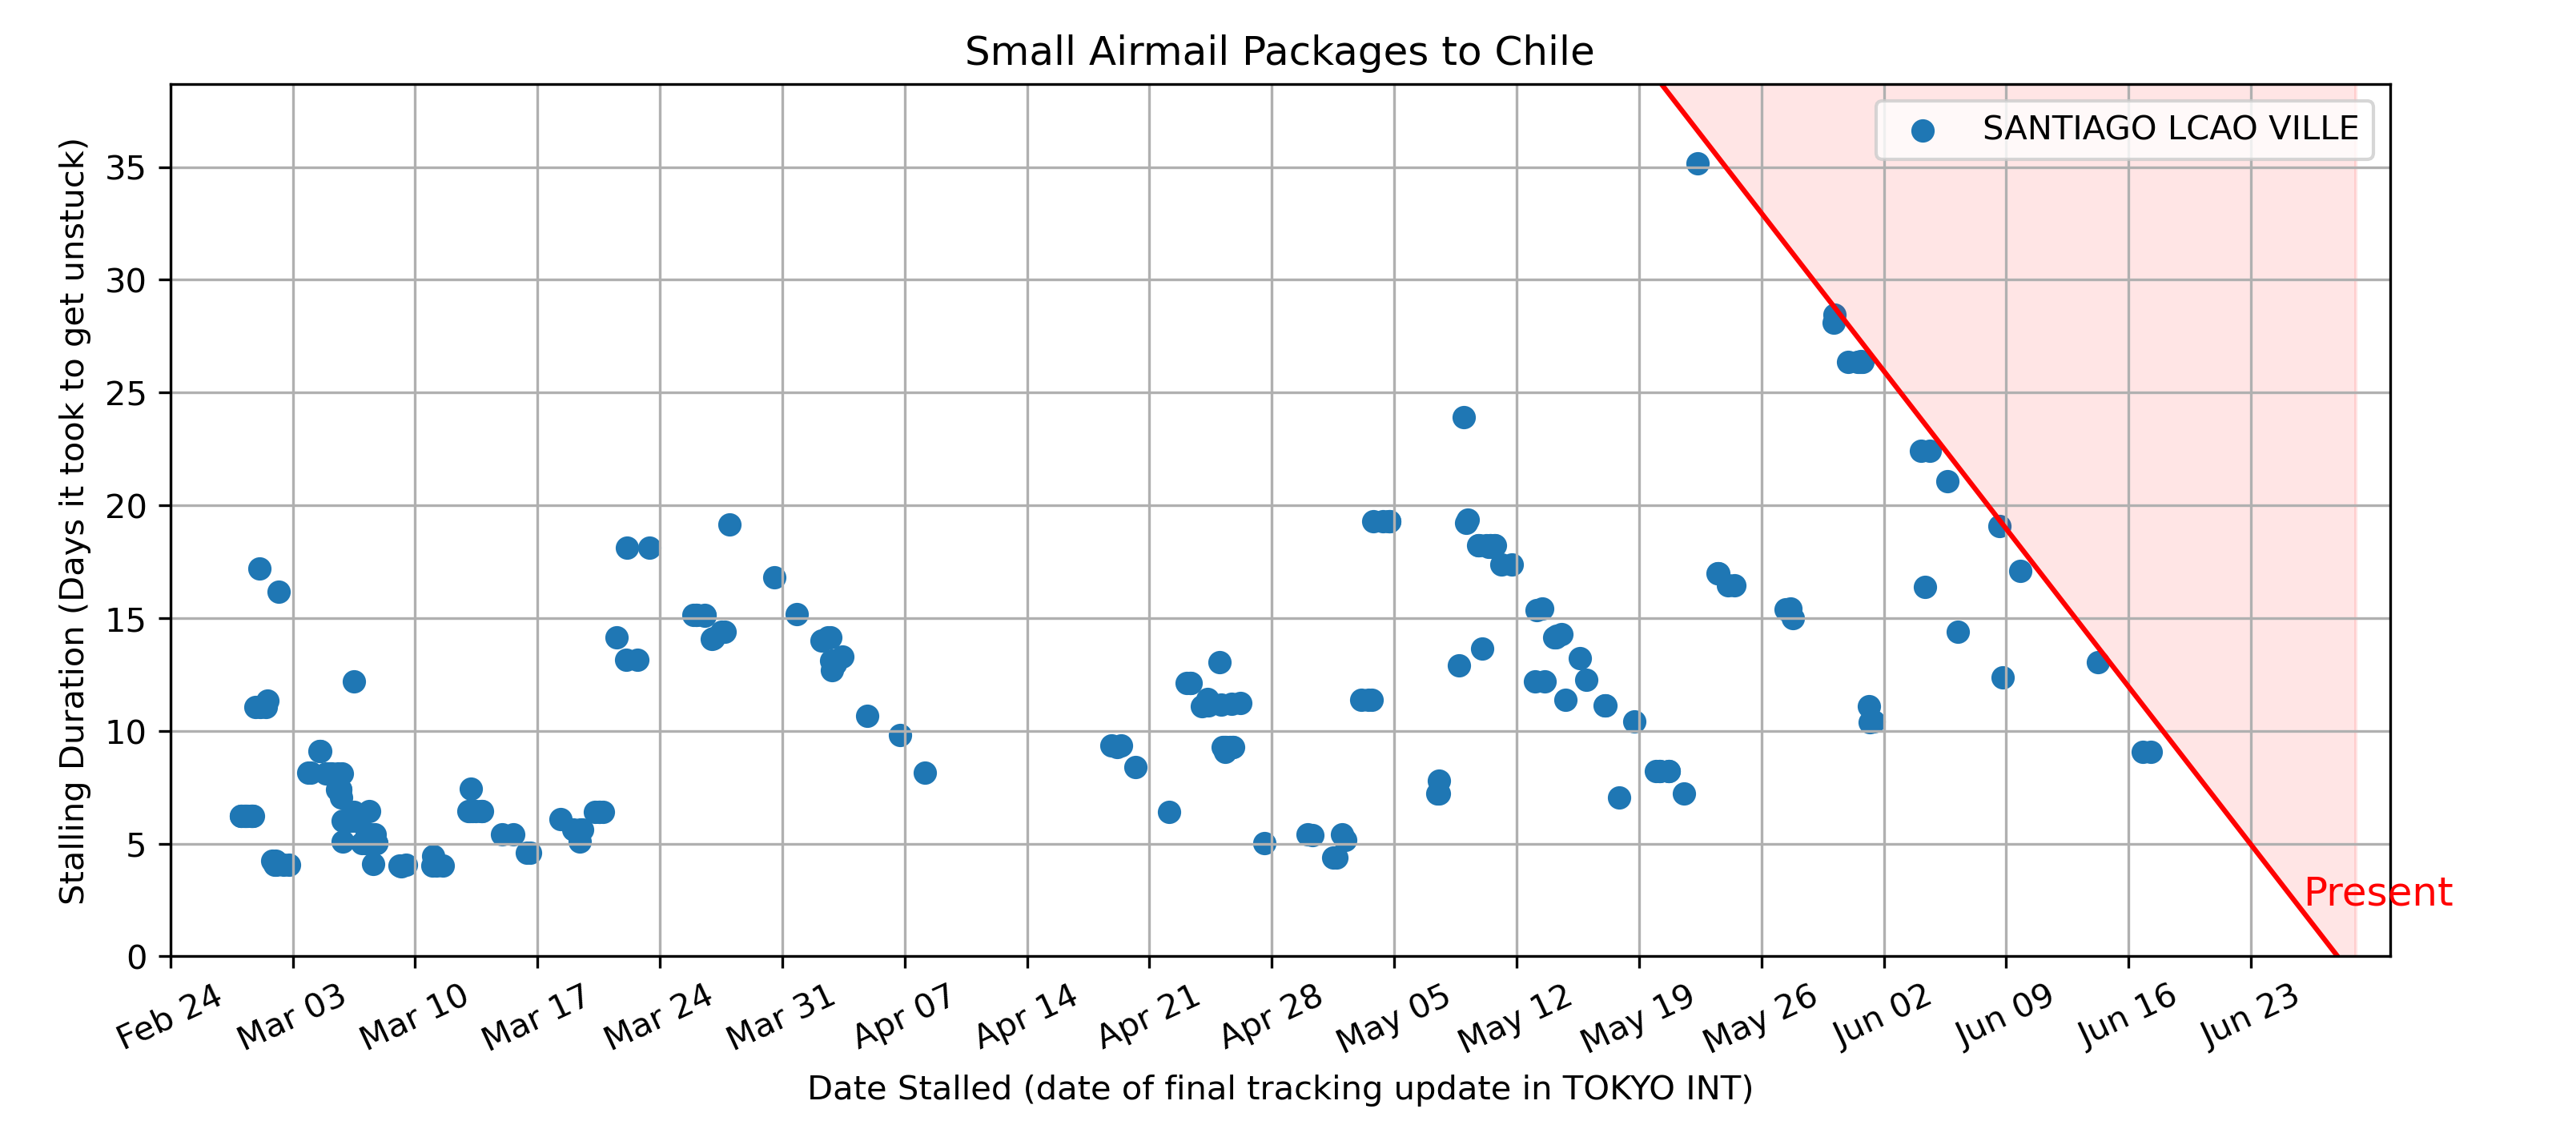 Small Airmail Packages to Chile
SANTIAGO LCAO VILLE
Stalling Duration (Days it took to get unstuck)
35
30
25
20
15
10
5
0
Present
Feb 24
Mar 03
Mar 10
Mar 17
Mar 24
Mar 31
Apr 07
Apr 14
Apr 21
Apr 28
May 05
May 12
May 19
May 26
Jun 02
Jun 09
Jun 16
Jun 23
Date Stalled (date of final tracking update in TOKYO INT)